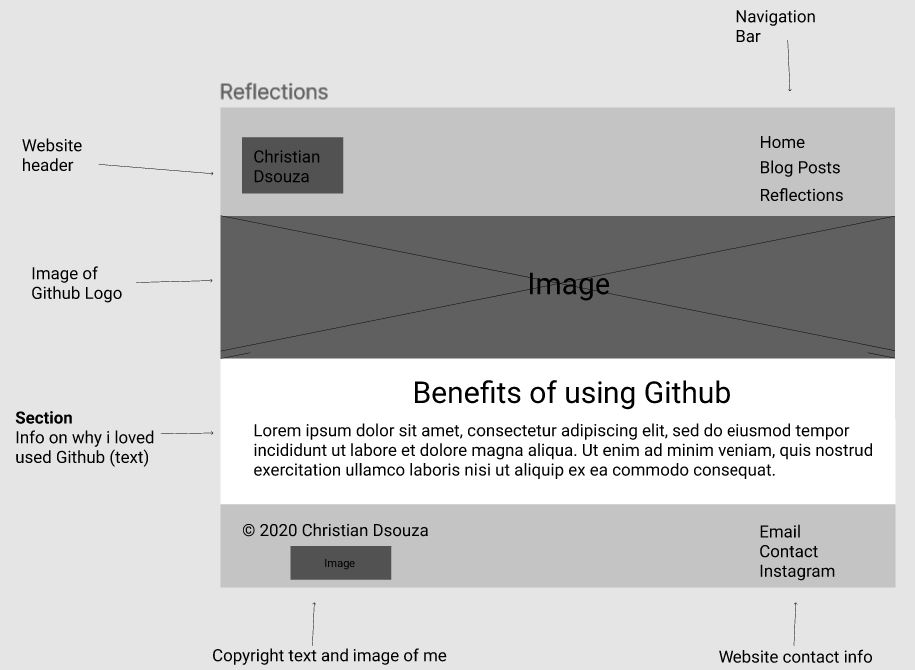 Navigation
Bar
Reflections
Website
header
Christian
Dsouza
Home
Blog Posts
Reflections
Image of
Github Logo
Image
Benefits of using Github
Section
Info on why i loved
used Github (text)
Lorem ipsum dolor sit amet, consectetur adipiscing elit, sed do eiusmod tempor
incididunt ut labore et dolore magna aliqua. Ut enim ad minim veniam, quis nostrud
exercitation ullamco laboris nisi ut aliquip ex ea commodo consequat.
© 2020 Christian Dsouza
Image
Email
Contact
Instagram
Copyright text and image of me
Website contact info